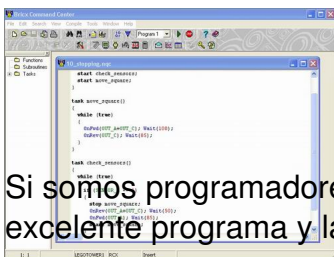 Bricx Command Center
File Edit Search View Compile Tools Window Help
Program 1
Functions
Subroutines
Tasks
10_stopping.nqc
start check_sensors;
start move_square;
}
task move_square()
{
while (true)
{
OnFwd(OUT_A+OUT_C); Wait(100);
OnRev(OUT_C); Wait(85);
}
}
task check_sensors()
{
while (true)
stop move_square;
OnRev(OUT_A+OUT_C); Wait(50);
OnFwd(OUT_A); Wait(85);
Si somos programadore
excelente programa y la
1: 1 LEGOTOWER1 RCX Insert